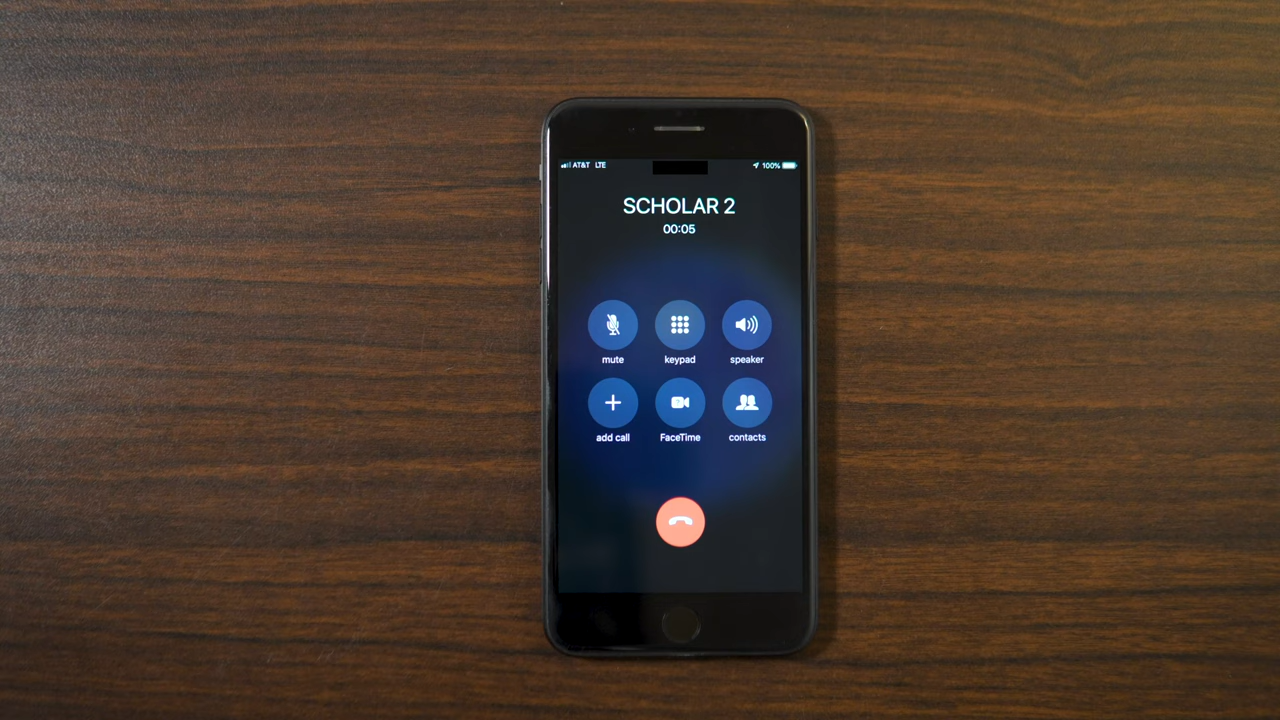 AT&T LTE 100%
SCHOLAR 2
00:05
mute keypad speaker
add call FaceTime contacts